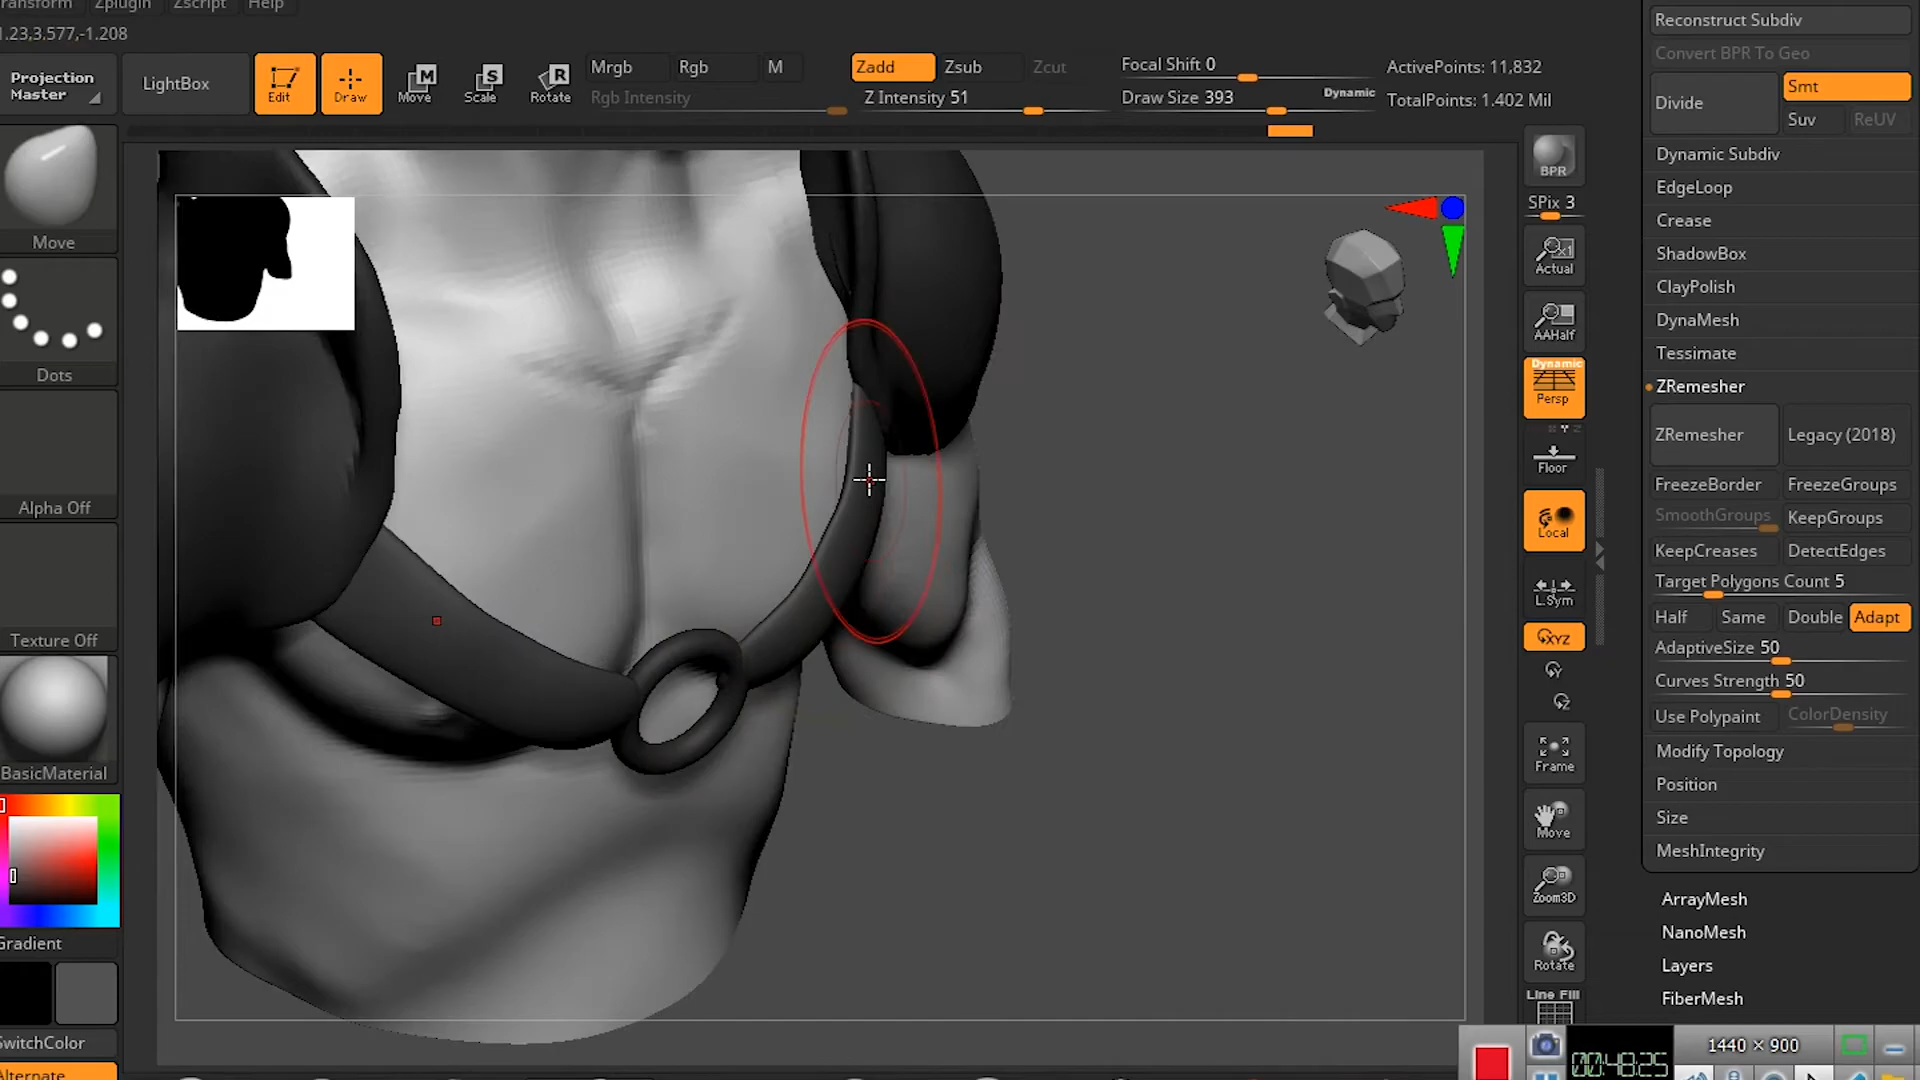 ransform Zplugin Zscript Help
1.23,3.577,-1.208
Projection Master
LightBox
Edit
Draw
Move
Scale
Rotate
Mrgb Rgb M
Rgb Intensity
Zadd Zsub Zcut
Z Intensity 51
Focal Shift 0
Draw Size 393
Dynamic
ActivePoints: 11,832
TotalPoints: 1.402 Mil
Move
Dots
Alpha Off
Texture Off
BasicMaterial
Gradient
SwitchColor
Alternate
BPR
SPix 3
Actual
AAHalf
Dynamic
Persp
Floor
Local
L.Sym
XYZ
Frame
Move
Zoom3D
Rotate
Line Fill
Reconstruct Subdiv
Convert BPR To Geo
Divide
Smt
Suv ReUV
Dynamic Subdiv
EdgeLoop
Crease
ShadowBox
ClayPolish
DynaMesh
Tessimate
ZRemesher
ZRemesher Legacy (2018)
FreezeBorder FreezeGroups
SmoothGroups KeepGroups
KeepCreases DetectEdges
Target Polygons Count 5
Half Same Double Adapt
AdaptiveSize 50
Curves Strength 50
Use Polypaint ColorDensity
Modify Topology
Position
Size
MeshIntegrity
ArrayMesh
NanoMesh
Layers
FiberMesh
00:48:25
1440 × 900